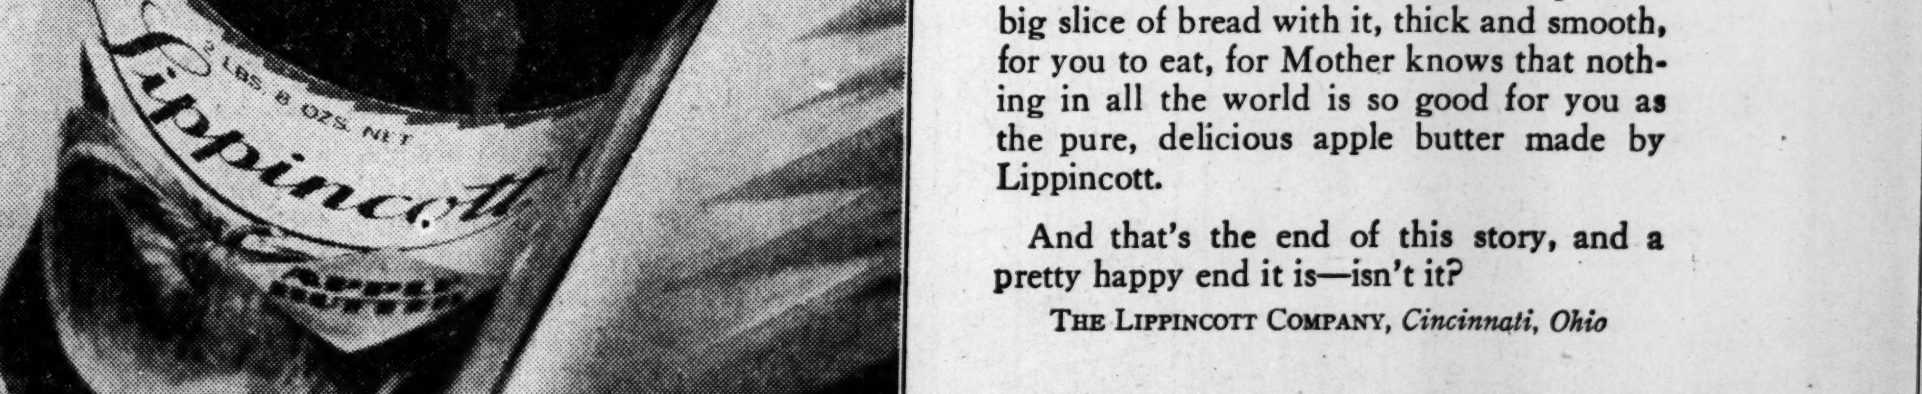 Lippincott
2 LBS. 8 OZS. NET
APPLE
BUTTER
big slice of bread with it, thick and smooth,
for you to eat, for Mother knows that noth-
ing in all the world is so good for you as
the pure, delicious apple butter made by
Lippincott.
And that's the end of this story, and a
pretty happy end it is—isn't it?
THE LIPPINCOTT COMPANY, Cincinnati, Ohio